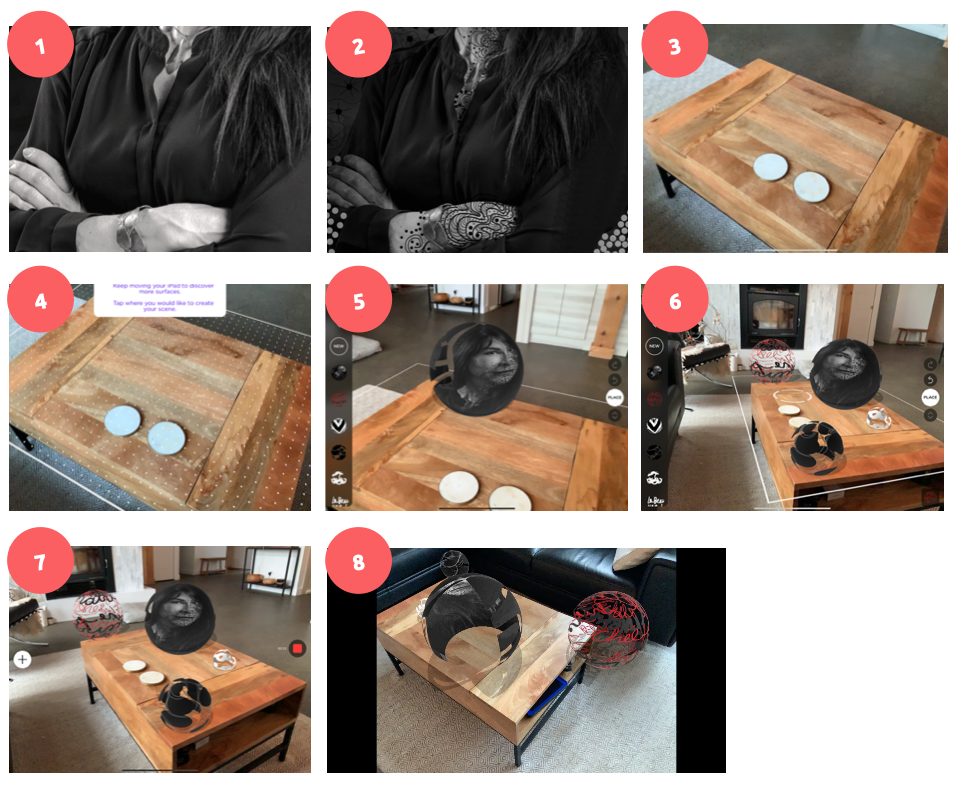 1
2
3
4
Keep moving your iPad to discover
more surfaces.
Tap where you would like to create
your scene.
5
NEW
PLACE
6
NEW
PLACE
7
8